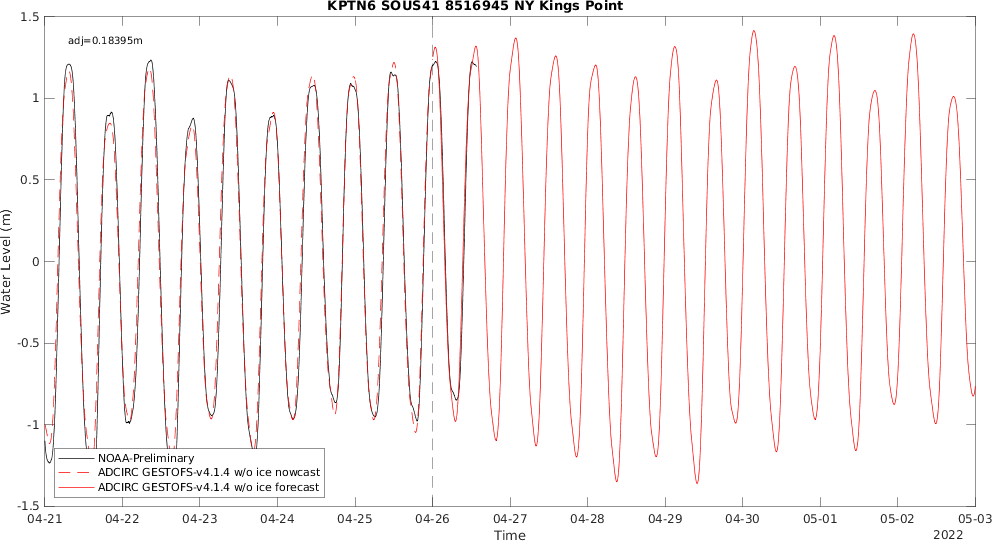 KPTN6 SOUS41 8516945 NY Kings Point
adj=0.18395m
1.5
1
0.5
0
-0.5
-1
-1.5
Water Level (m)
NOAA-Preliminary
ADCIRC GESTOFS-v4.1.4 w/o ice nowcast
ADCIRC GESTOFS-v4.1.4 w/o ice forecast
04-21 04-22 04-23 04-24 04-25 04-26 04-27 04-28 04-29 04-30 05-01 05-02 05-03
Time
2022